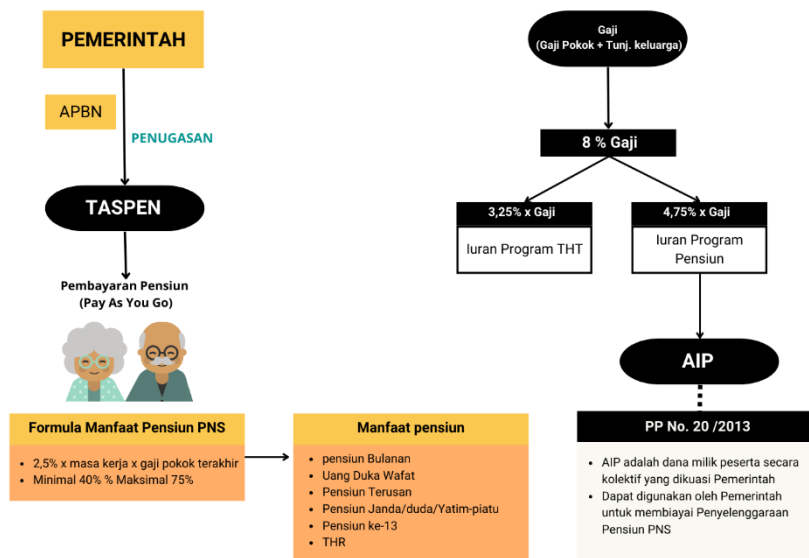 PEMERINTAH
APBN
PENUGASAN
TASPEN
Pembayaran Pensiun
(Pay As You Go)
Formula Manfaat Pensiun PNS
• 2,5% x masa kerja x gaji pokok terakhir
• Minimal 40% % Maksimal 75%
Manfaat pensiun
• pensiun Bulanan
• Uang Duka Wafat
• Pensiun Terusan
• Pensiun Janda/duda/Yatim-piatu
• Pensiun ke-13
• THR
Gaji
(Gaji Pokok + Tunj. keluarga)
8 % Gaji
3,25% x Gaji
Iuran Program THT
4,75% x Gaji
Iuran Program
Pensiun
AIP
PP No. 20 /2013
• AIP adalah dana milik peserta secara
kolektif yang dikuasi Pemerintah
• Dapat digunakan oleh Pemerintah
untuk membiayai Penyelenggaraan
Pensiun PNS